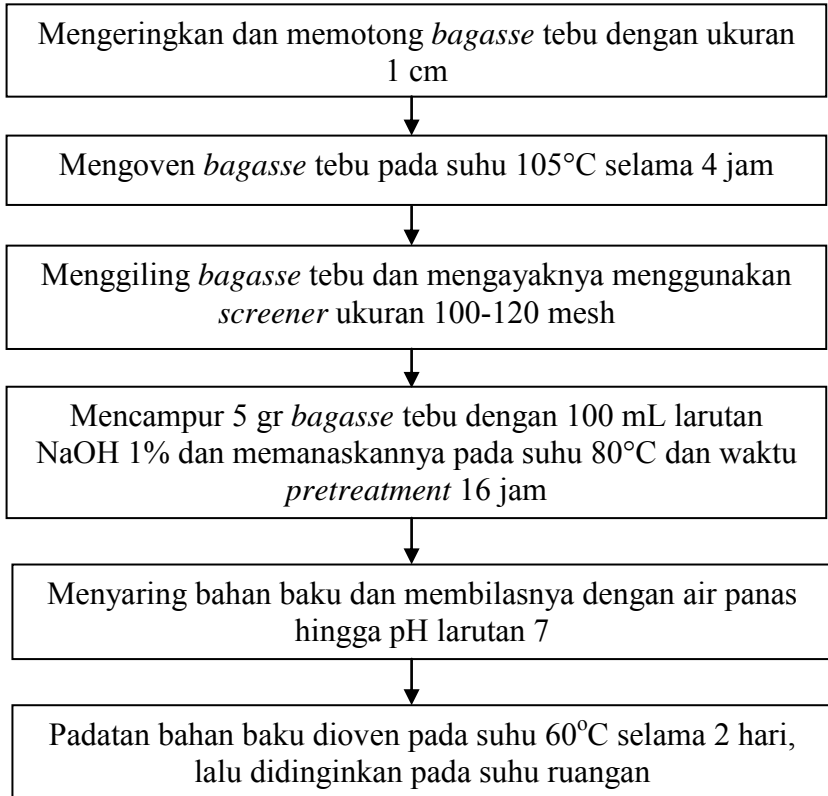 Mengeringkan dan memotong bagasse tebu dengan ukuran
1 cm
Mengoven bagasse tebu pada suhu 105°C selama 4 jam
Menggiling bagasse tebu dan mengayaknya menggunakan
screener ukuran 100-120 mesh
Mencampur 5 gr bagasse tebu dengan 100 mL larutan
NaOH 1% dan memanaskannya pada suhu 80°C dan waktu
pretreatment 16 jam
Menyaring bahan baku dan membilasnya dengan air panas
hingga pH larutan 7
Padatan bahan baku dioven pada suhu 60°C selama 2 hari,
lalu didinginkan pada suhu ruangan